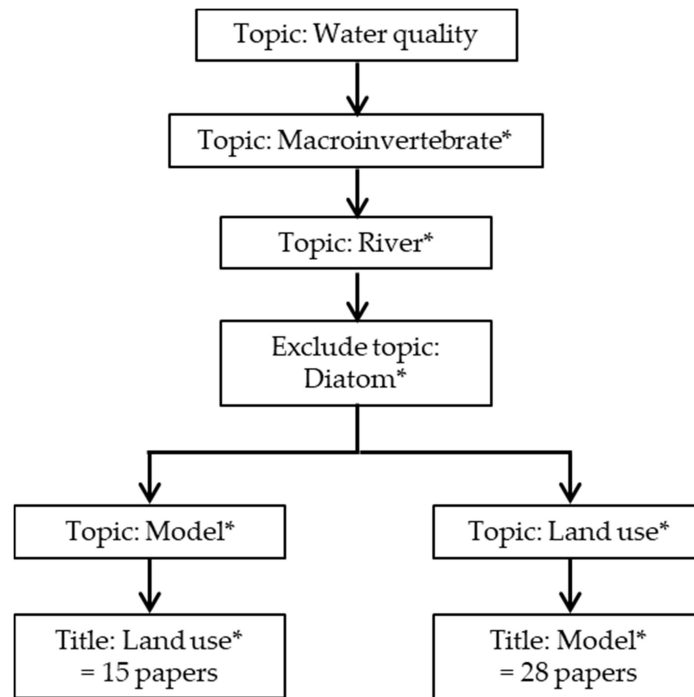 Topic: Water quality
Topic: Macroinvertebrate*
Topic: River*
Exclude topic:
Diatom*
Topic: Model*
Topic: Land use*
Title: Land use*
= 15 papers
Title: Model*
= 28 papers